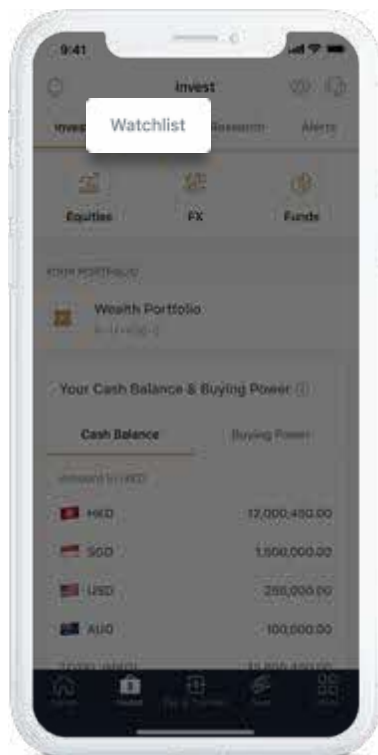 9:41
Invest
Watchlist
Research
Alerts
Equities
FX
Funds
YOUR PORTFOLIO
Wealth Portfolio
Your Cash Balance & Buying Power
Cash Balance
Buying Power
HKD 12,000,450.00
SGD 1,500,000.00
USD 250,000.00
AUD 100,000.00